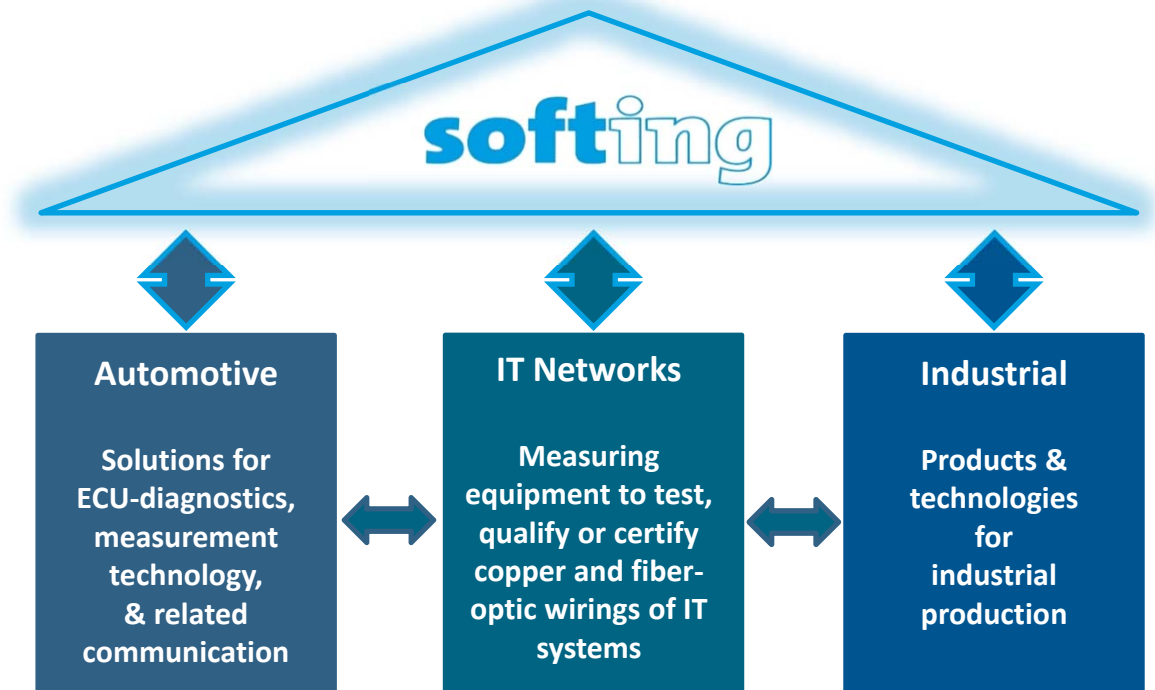 softing
Automotive
Solutions for
ECU-diagnostics,
measurement
technology,
& related
communication
IT Networks
Measuring
equipment to test,
qualify or certify
copper and fiber-
optic wirings of IT
systems
Industrial
Products &
technologies
for
industrial
production